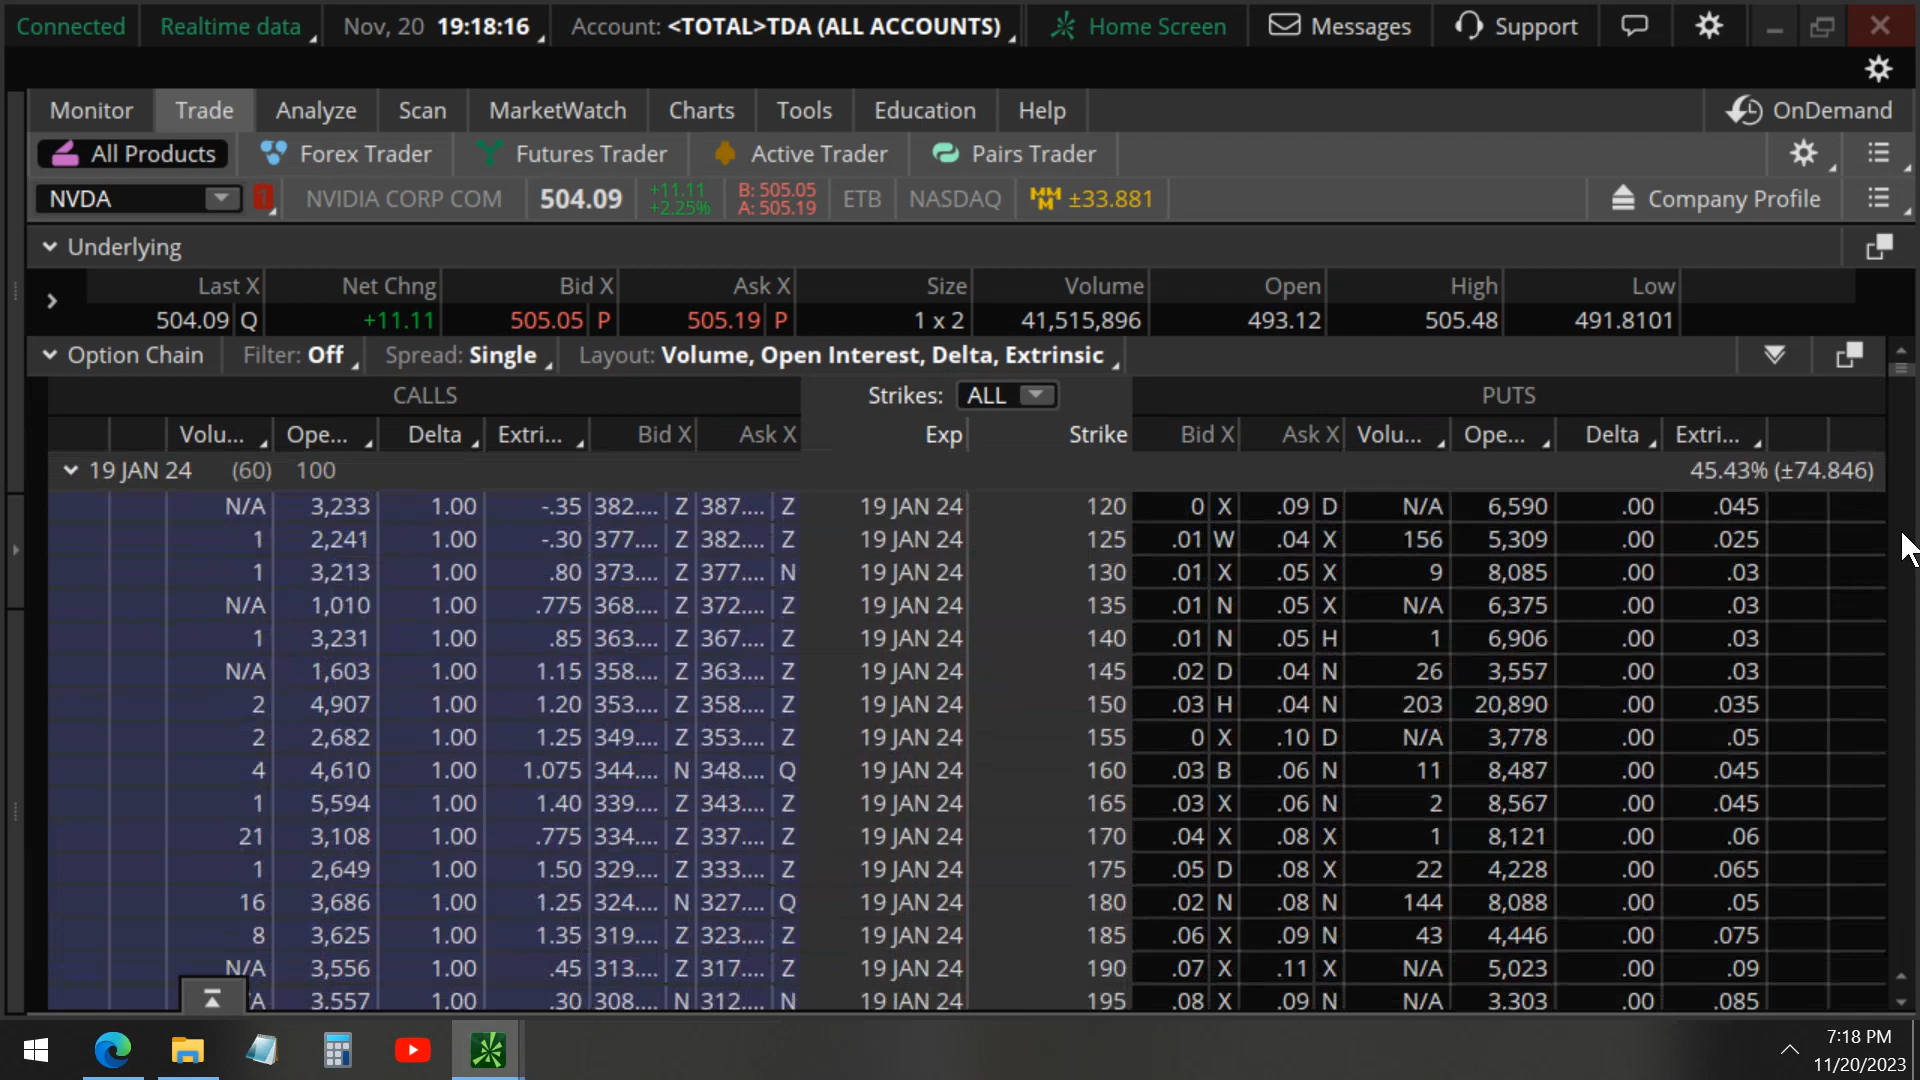 Connected Realtime data Nov, 20 19:18:16 Account: <TOTAL>TDA (ALL ACCOUNTS) Home Screen Messages Support
Monitor Trade Analyze Scan MarketWatch Charts Tools Education Help OnDemand
All Products Forex Trader Futures Trader Active Trader Pairs Trader
NVDA 1 NVIDIA CORP COM 504.09 +11.11 +2.25% B: 505.05 A: 505.19 ETB NASDAQ MMM ±33.881 Company Profile
Underlying
Last X Net Chng Bid X Ask X Size Volume Open High Low
504.09 Q +11.11 505.05 P 505.19 P 1 x 2 41,515,896 493.12 505.48 491.8101
Option Chain Filter: Off Spread: Single Layout: Volume, Open Interest, Delta, Extrinsic
CALLS Strikes: ALL PUTS
Volu... Ope... Delta Extri... Bid X Ask X Exp Strike Bid X Ask X Volu... Ope... Delta Extri...
19 JAN 24 (60) 100 45.43% (±74.846)
N/A 3,233 1.00 -.35 382.... Z 387.... Z 19 JAN 24 120 0 X .09 D N/A 6,590 .00 .045
1 2,241 1.00 -.30 377.... Z 382.... Z 19 JAN 24 125 .01 W .04 X 156 5,309 .00 .025
1 3,213 1.00 .80 373.... Z 377.... N 19 JAN 24 130 .01 X .05 X 9 8,085 .00 .03
N/A 1,010 1.00 .775 368.... Z 372.... Z 19 JAN 24 135 .01 N .05 X N/A 6,375 .00 .03
1 3,231 1.00 .85 363.... Z 367.... Z 19 JAN 24 140 .01 N .05 H 1 6,906 .00 .03
N/A 1,603 1.00 1.15 358.... Z 363.... Z 19 JAN 24 145 .02 D .04 N 26 3,557 .00 .03
2 4,907 1.00 1.20 353.... Z 358.... Z 19 JAN 24 150 .03 H .04 N 203 20,890 .00 .035
2 2,682 1.00 1.25 349.... Z 353.... Z 19 JAN 24 155 0 X .10 D N/A 3,778 .00 .05
4 4,610 1.00 1.075 344.... N 348.... Q 19 JAN 24 160 .03 B .06 N 11 8,487 .00 .045
1 5,594 1.00 1.40 339.... Z 343.... Z 19 JAN 24 165 .03 X .06 N 2 8,567 .00 .045
21 3,108 1.00 .775 334.... Z 337.... Z 19 JAN 24 170 .04 X .08 X 1 8,121 .00 .06
1 2,649 1.00 1.50 329.... Z 333.... Z 19 JAN 24 175 .05 D .08 X 22 4,228 .00 .065
16 3,686 1.00 1.25 324.... N 327.... Q 19 JAN 24 180 .02 N .08 N 144 8,088 .00 .05
8 3,625 1.00 1.35 319.... Z 323.... Z 19 JAN 24 185 .06 X .09 N 43 4,446 .00 .075
N/A 3,556 1.00 .45 313.... Z 317.... Z 19 JAN 24 190 .07 X .11 X N/A 5,023 .00 .09
/A 3,557 1.00 .30 308.... N 312.... N 19 JAN 24 195 .08 X .09 N N/A 3,303 .00 .085
7:18 PM
11/20/2023